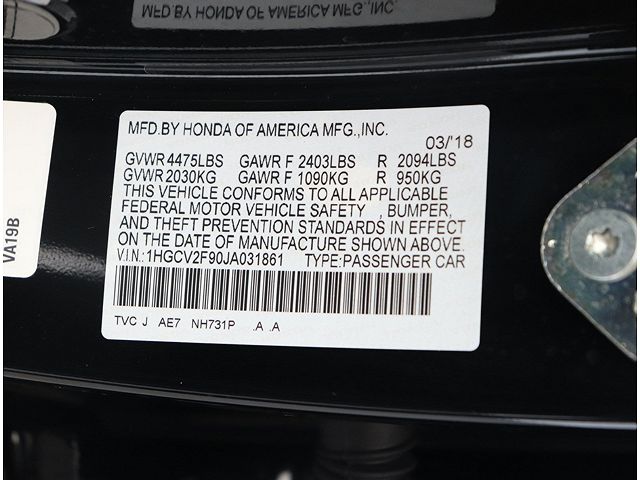 MFD.BY HONDA OF AMERICA MFG.,INC.
MFD.BY HONDA OF AMERICA MFG.,INC.
03/'18
GVWR 4475LBS GAWR F 2403LBS R 2094LBS
GVWR 2030KG GAWR F 1090KG R 950KG
THIS VEHICLE CONFORMS TO ALL APPLICABLE
FEDERAL MOTOR VEHICLE SAFETY , BUMPER,
AND THEFT PREVENTION STANDARDS IN EFFECT
ON THE DATE OF MANUFACTURE SHOWN ABOVE.
V.I.N.: 1HGCV2F90JA031861 TYPE:PASSENGER CAR
TVC J AE7 NH731P .A .A
VA19B